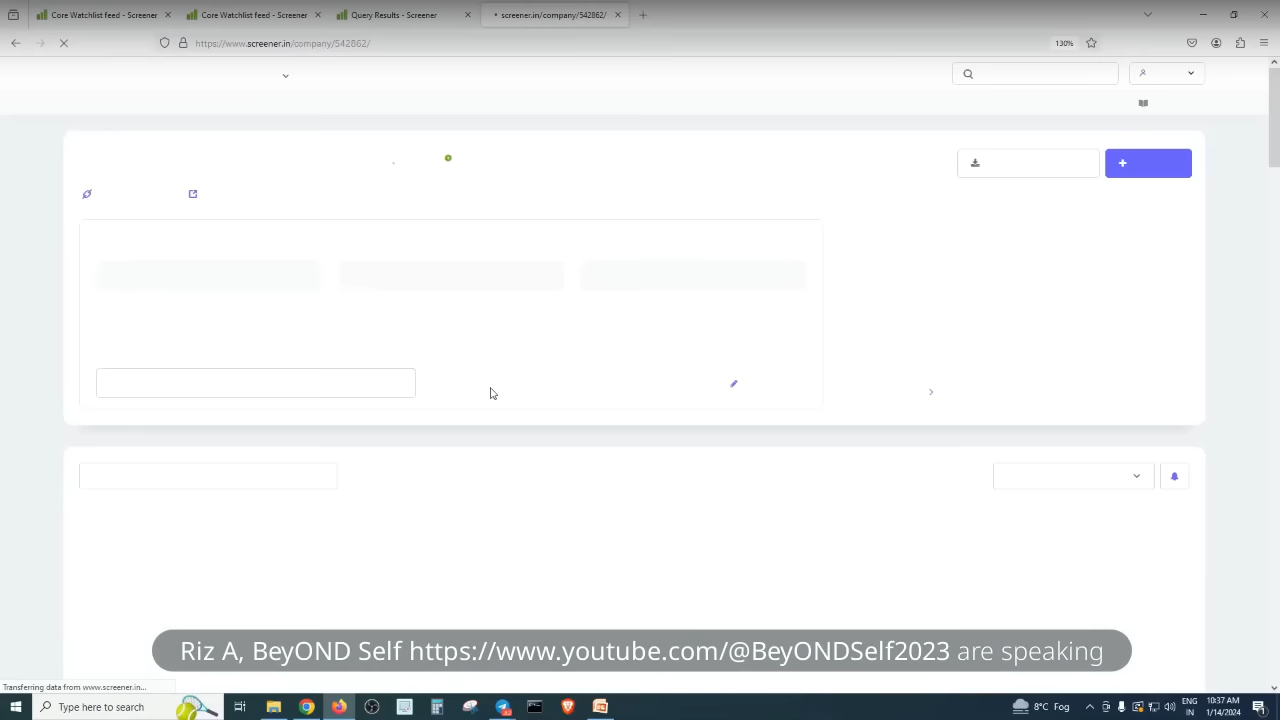 Core Watchlist feed - Screener
Core Watchlist feed - Screener
Query Results - Screener
screener.in/company/542862/
https://www.screener.in/company/542862/
130%
Riz A, BeyOND Self https://www.youtube.com/@BeyONDSelf2023 are speaking
Transferring data from www.screener.in...
Type here to search
8°C Fog
ENG
IN
10:37 AM
1/14/2024